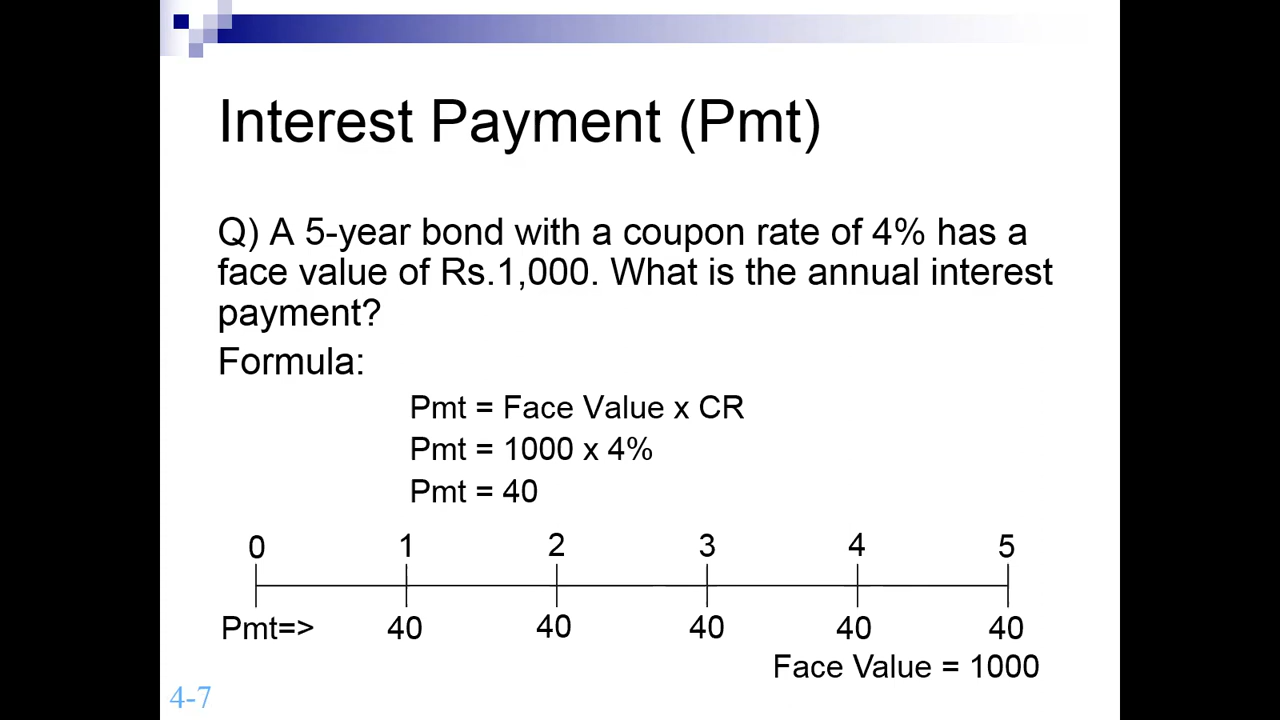 Interest Payment (Pmt)
Q) A 5-year bond with a coupon rate of 4% has a
face value of Rs.1,000. What is the annual interest
payment?
Formula:
Pmt = Face Value x CR
Pmt = 1000 x 4%
Pmt = 40
0 1 2 3 4 5
Pmt=> 40 40 40 40 40
Face Value = 1000
4-7